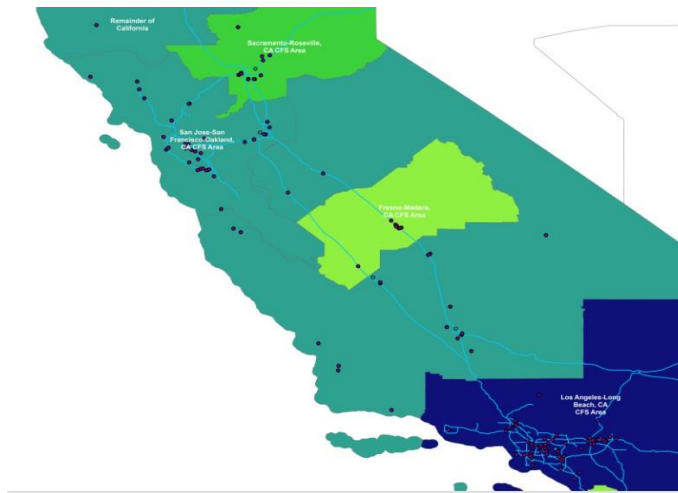 Remainder of
California
Sacramento-Roseville,
CA CFS Area
San Jose-San
Francisco-Oakland,
CA CFS Area
Fresno-Madera,
CA CFS Area
Los Angeles-Long
Beach, CA
CFS Area